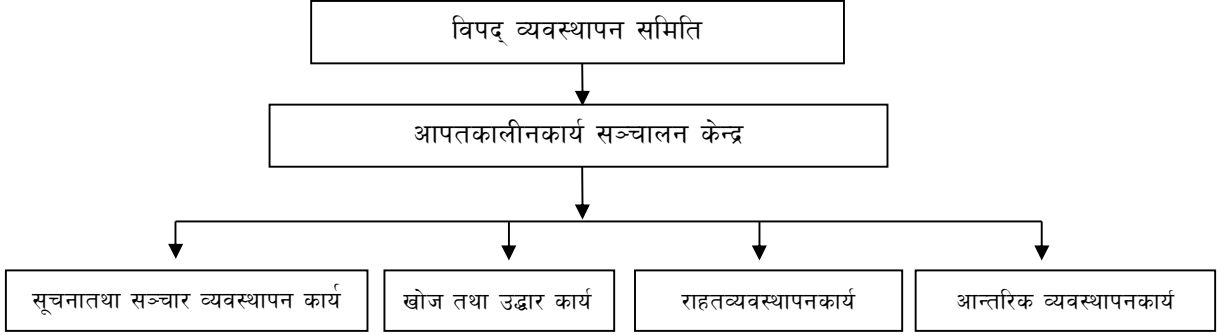 विपद् व्यवस्थापन समिति
आपतकालीनकार्य सञ्चालन केन्द्र
सूचनातथा सञ्चार व्यवस्थापन कार्य
खोज तथा उद्धार कार्य
राहतव्यवस्थापनकार्य
आन्तरिक व्यवस्थापनकार्य